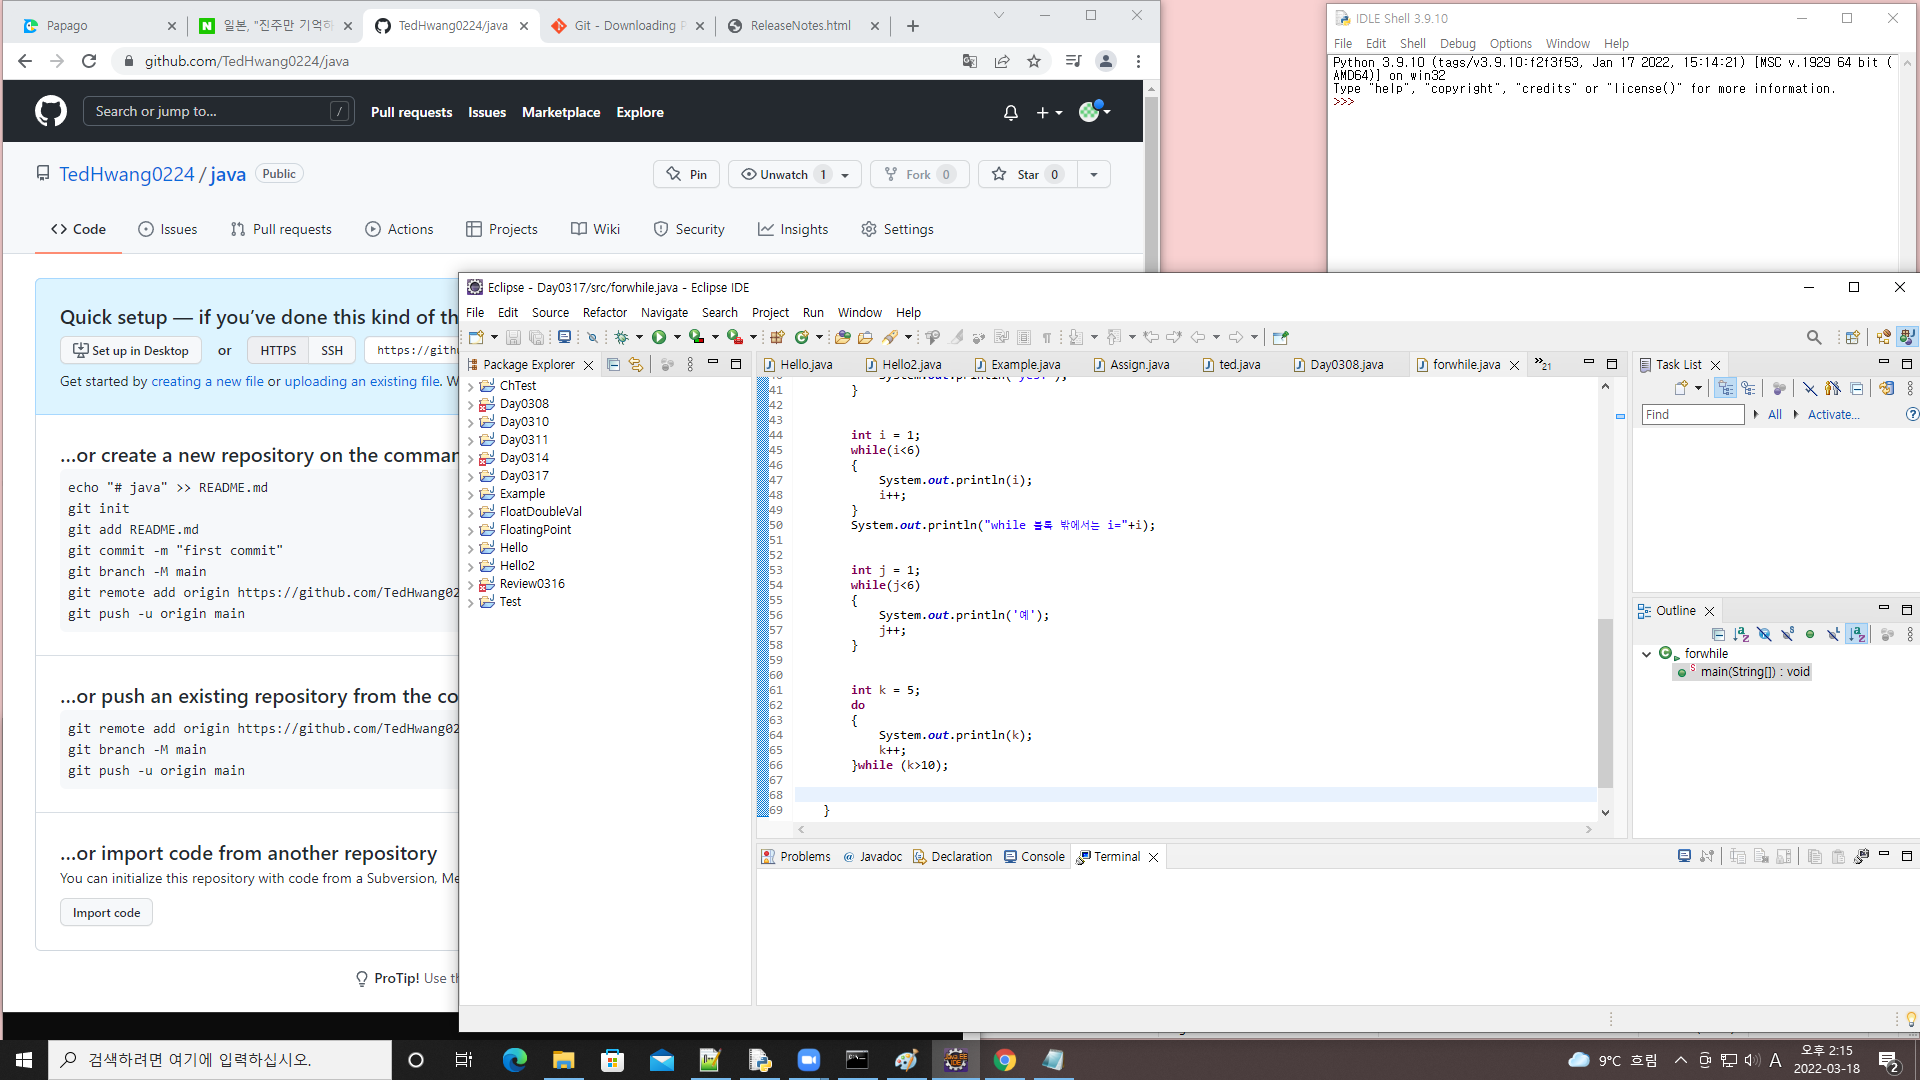 Papago
일본, "진주만 기억하
TedHwang0224/java
Git - Downloading P
ReleaseNotes.html
github.com/TedHwang0224/java
Search or jump to...
/
Pull requests
Issues
Marketplace
Explore
TedHwang0224 / java
Public
Pin
Unwatch 1
Fork 0
Star 0
Code
Issues
Pull requests
Actions
Projects
Wiki
Security
Insights
Settings
Quick setup — if you've done this kind of th
Set up in Desktop
or
HTTPS
SSH
https://gith
Get started by creating a new file or uploading an existing file. W
...or create a new repository on the comman
echo "# java" >> README.md
git init
git add README.md
git commit -m "first commit"
git branch -M main
git remote add origin https://github.com/TedHwang02
git push -u origin main
...or push an existing repository from the co
git remote add origin https://github.com/TedHwang02
git branch -M main
git push -u origin main
...or import code from another repository
You can initialize this repository with code from a Subversion, Me
Import code
ProTip! Use th
IDLE Shell 3.9.10
File Edit Shell Debug Options Window Help
Python 3.9.10 (tags/v3.9.10:f2f3f53, Jan 17 2022, 15:14:21) [MSC v.1929 64 bit (
AMD64)] on win32
Type "help", "copyright", "credits" or "license()" for more information.
>>>
Eclipse - Day0317/src/forwhile.java - Eclipse IDE
File Edit Source Refactor Navigate Search Project Run Window Help
Package Explorer
ChTest
Day0308
Day0310
Day0311
Day0314
Day0317
Example
FloatDoubleVal
FloatingPoint
Hello
Hello2
Review0316
Test
Hello.java
Hello2.java
Example.java
Assign.java
ted.java
Day0308.java
forwhile.java
»21
40 System.out.println("yes!");
41 }
42
43
44 int i = 1;
45 while(i<6)
46 {
47 System.out.println(i);
48 i++;
49 }
50 System.out.println("while 블록 밖에서는 i="+i);
51
52
53 int j = 1;
54 while(j<6)
55 {
56 System.out.println('예');
57 j++;
58 }
59
60
61 int k = 5;
62 do
63 {
64 System.out.println(k);
65 k++;
66 }while (k>10);
67
68
69 }
Task List
Find
All
Activate...
Outline
forwhile
main(String[]) : void
Problems
Javadoc
Declaration
Console
Terminal
검색하려면 여기에 입력하십시오.
9°C 흐림
A
오후 2:15
2022-03-18
2